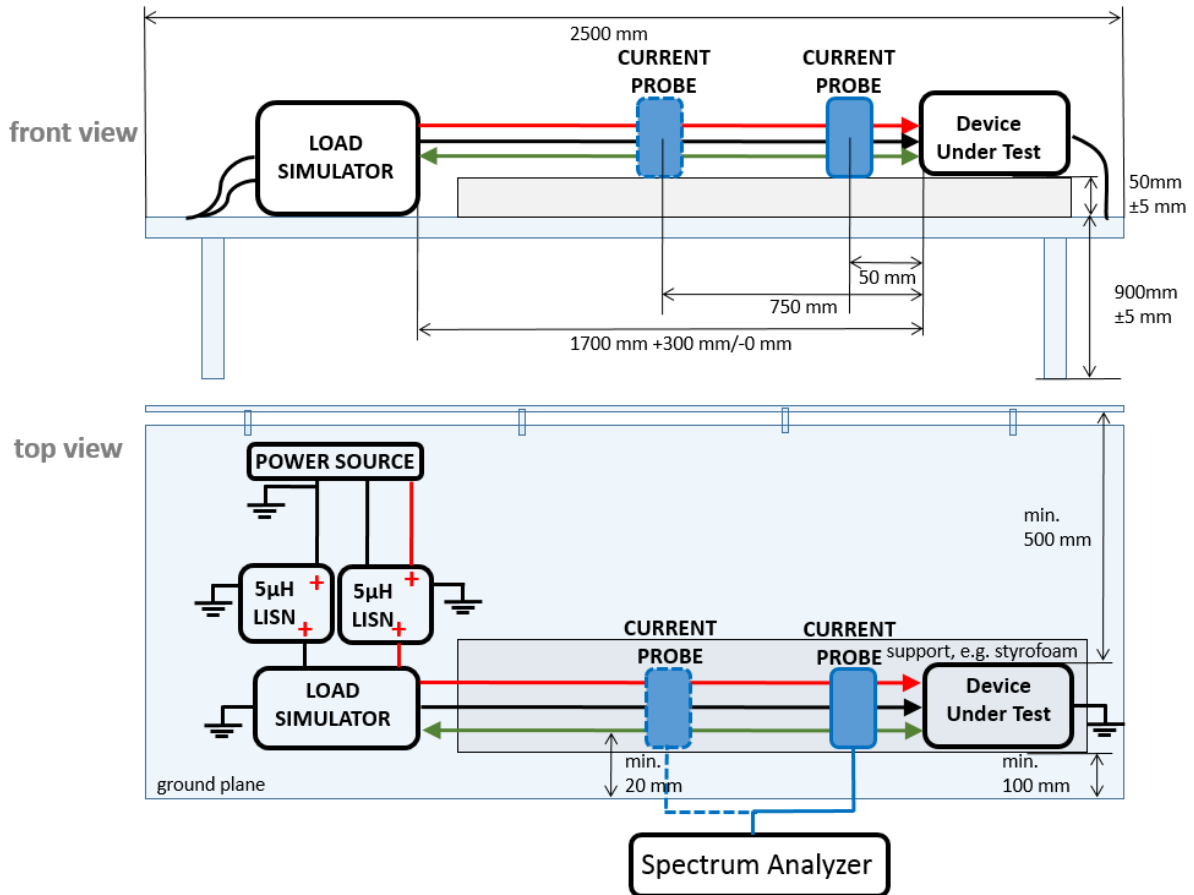 2500 mm
CURRENT
PROBE
CURRENT
PROBE
front view
LOAD
SIMULATOR
Device
Under Test
50mm
±5 mm
50 mm
750 mm
900mm
±5 mm
1700 mm +300 mm/-0 mm
top view
POWER SOURCE
min.
500 mm
5µH
LISN
+
+
5µH
LISN
+
+
CURRENT
PROBE
CURRENT
PROBE
support, e.g. styrofoam
LOAD
SIMULATOR
Device
Under Test
min.
20 mm
min.
100 mm
ground plane
Spectrum Analyzer